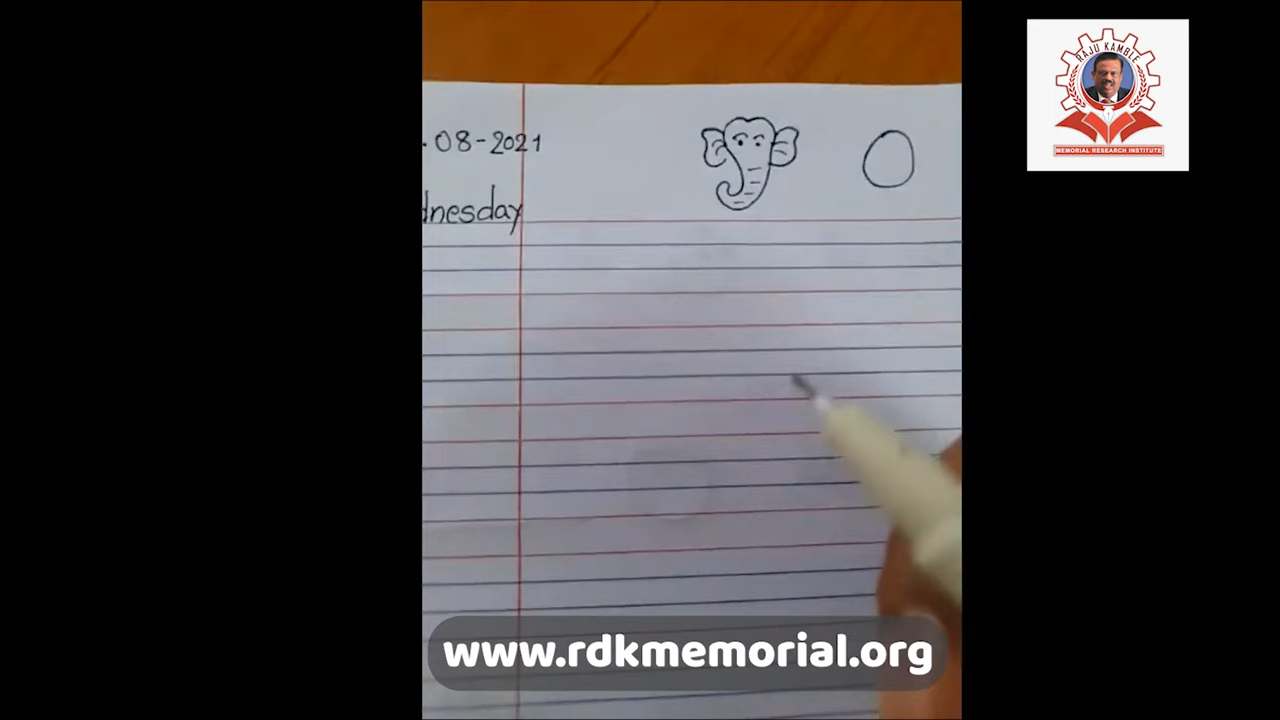 RAJU KAMBLE
MEMORIAL RESEARCH INSTITUTE
-08-2021
dnesday
www.rdkmemorial.org